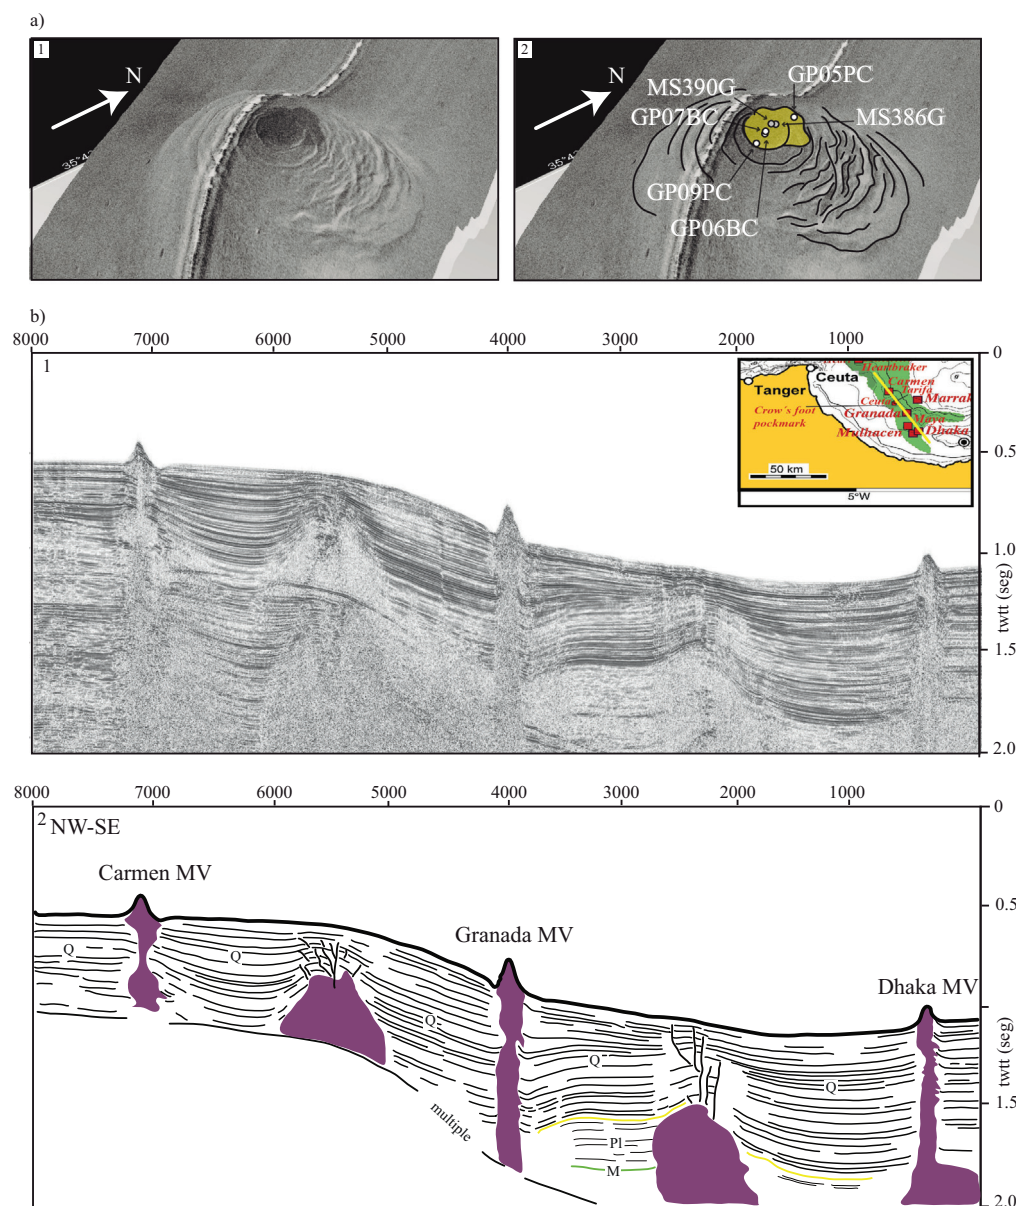 a)
1
N
35°4
2
N
35°4
GP05PC
MS390G
GP07BC
MS386G
GP09PC
GP06BC
b)
8000 7000 6000 5000 4000 3000 2000 1000
1
0
0.5
1.0
1.5
2.0
twtt (seg)
Heartbraker
Ceuta
Carmen
Tanger
Tarifa
Ceuta
Marrak
Crow's foot
pockmark
Granada
Maya
Mulhacen
Dhaka
50 km
5°W
8000 7000 6000 5000 4000 3000 2000 1000
2 NW-SE
0
Carmen MV
0.5
Granada MV
Dhaka MV
Q
Q
Q
Q
Q
twtt (seg)
multiple
1.5
Pl
M
2.0